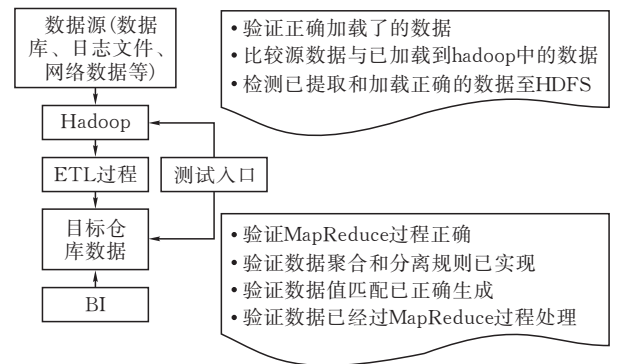 数据源(数据
库、日志文件、
网络数据等)
Hadoop
ETL过程
测试入口
目标仓
库数据
BI
• 验证正确加载了的数据
• 比较源数据与已加载到hadoop中的数据
• 检测已提取和加载正确的数据至HDFS
• 验证MapReduce过程正确
• 验证数据聚合和分离规则已实现
• 验证数据值匹配已正确生成
• 验证数据已经过MapReduce过程处理